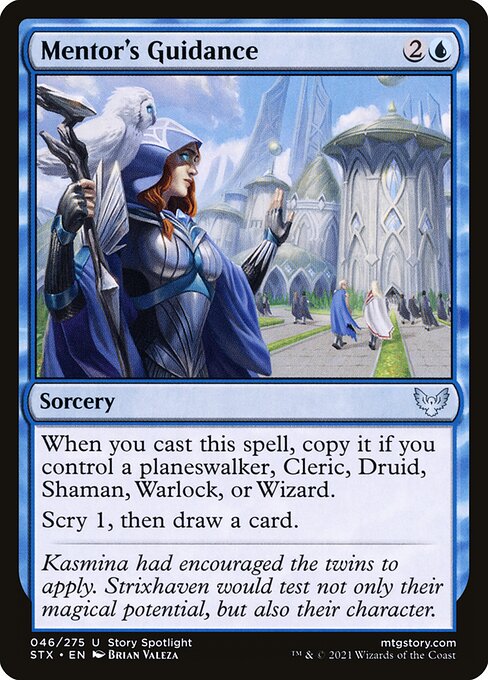 Mentor's Guidance 2
Sorcery
When you cast this spell, copy it if you
control a planeswalker, Cleric, Druid,
Shaman, Warlock, or Wizard.
Scry 1, then draw a card.
Kasmina had encouraged the twins to
apply. Strixhaven would test not only their
magical potential, but also their character.
046/275 U Story Spotlight mtgstory.com
STX • EN Brian Valeza ™ & © 2021 Wizards of the Coast